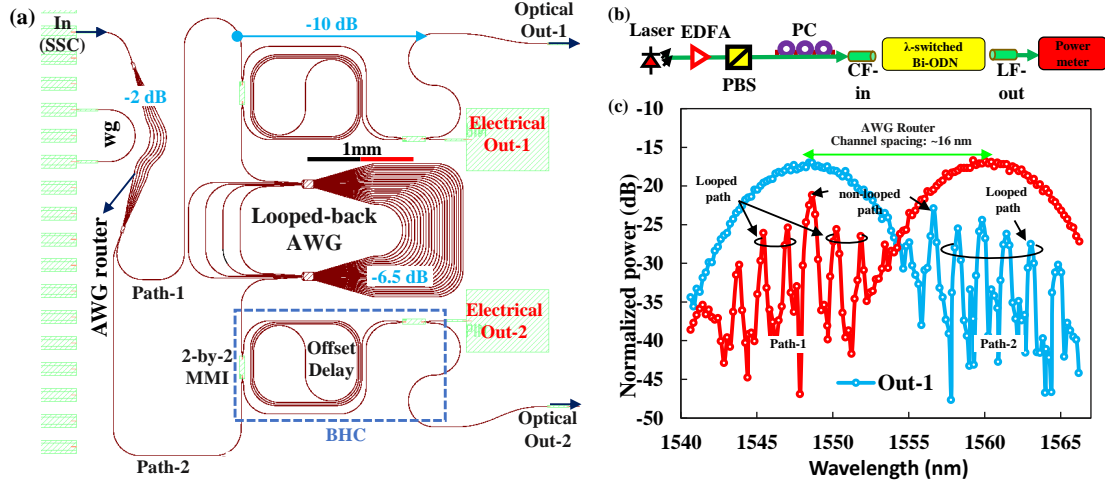 (a)
In
(SSC)
-10 dB
Optical
Out-1
-2 dB
wg
Electrical
Out-1
1mm
Looped-back
AWG
AWG router
-6.5 dB
Path-1
Electrical
Out-2
2-by-2
MMI
Offset
Delay
BHC
Optical
Out-2
Path-2
(b)
Laser
EDFA
PBS
PC
CF-
in
λ-switched
Bi-ODN
LF-
out
Power
meter
(c)
-10
-15
-20
-25
-30
-35
-40
-45
-50
Normalized power (dB)
AWG Router
Channel spacing: ~16 nm
Looped
path
non-looped
path
Looped
path
Path-1
Path-2
Out-1
1540
1545
1550
1555
1560
1565
Wavelength (nm)